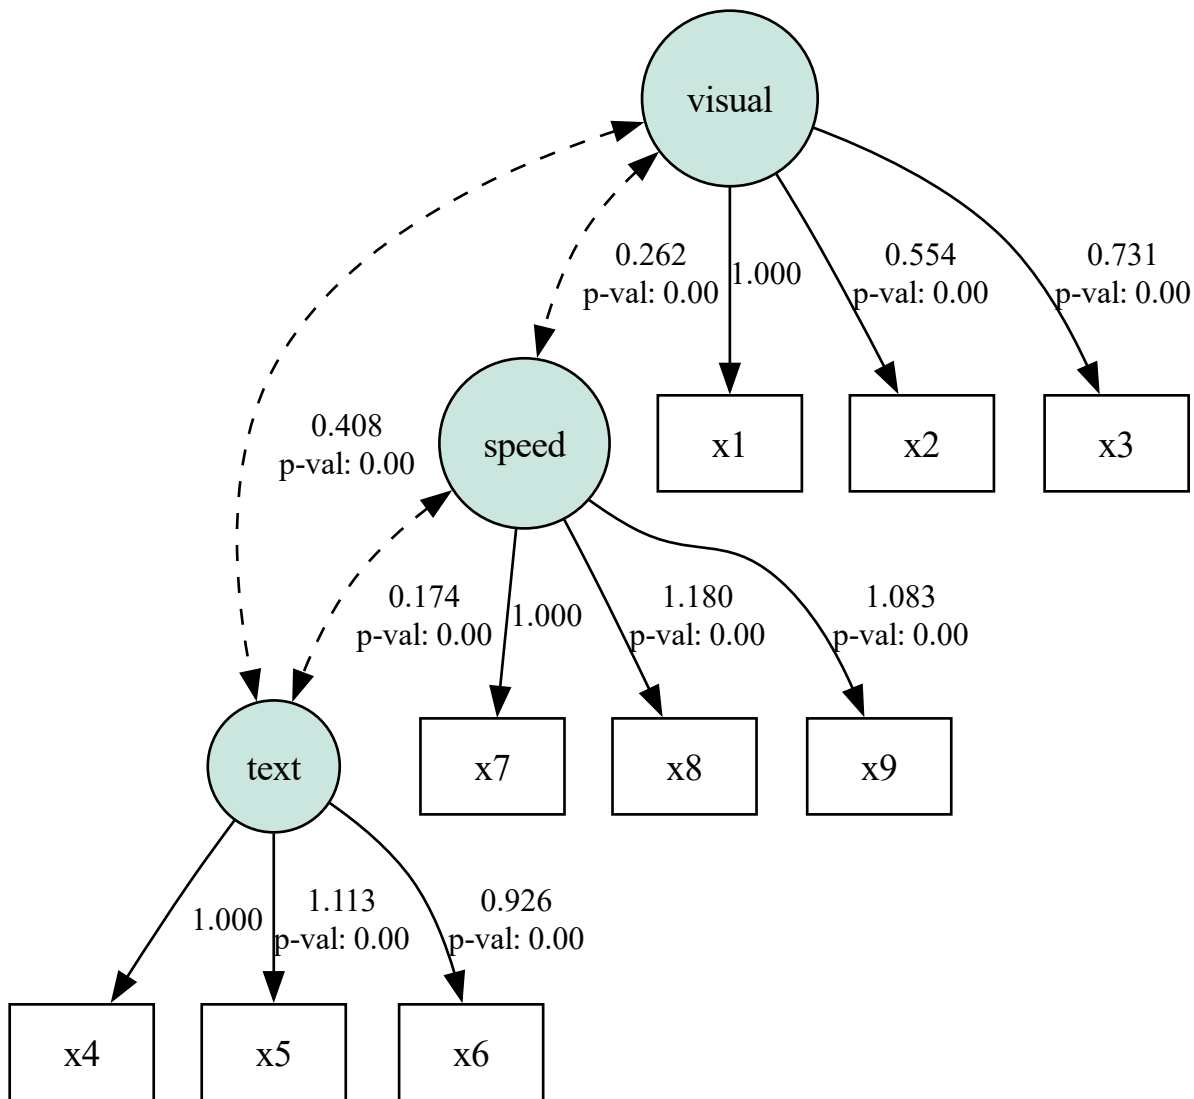 visual
0.262
p-val: 0.00
1.000
0.554
p-val: 0.00
0.731
p-val: 0.00
0.408
p-val: 0.00
speed
x1
x2
x3
0.174
p-val: 0.00
1.000
1.180
p-val: 0.00
1.083
p-val: 0.00
text
x7
x8
x9
1.000
1.113
p-val: 0.00
0.926
p-val: 0.00
x4
x5
x6